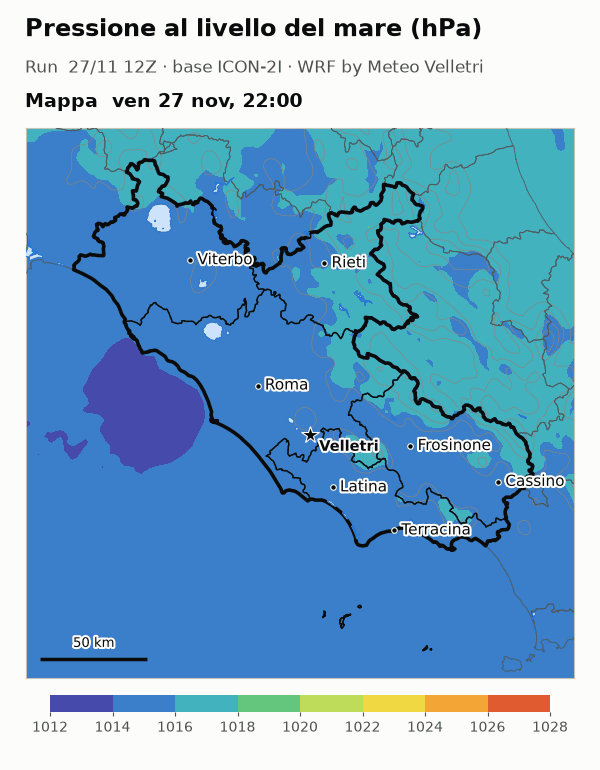 Pressione al livello del mare (hPa)
Run  27/11 12Z · base ICON-2I · WRF by Meteo Velletri
Mappa  ven 27 nov, 22:00
Viterbo
Rieti
Roma
Velletri
Frosinone
Cassino
Latina
Terracina
50 km
1012 1014 1016 1018 1020 1022 1024 1026 1028